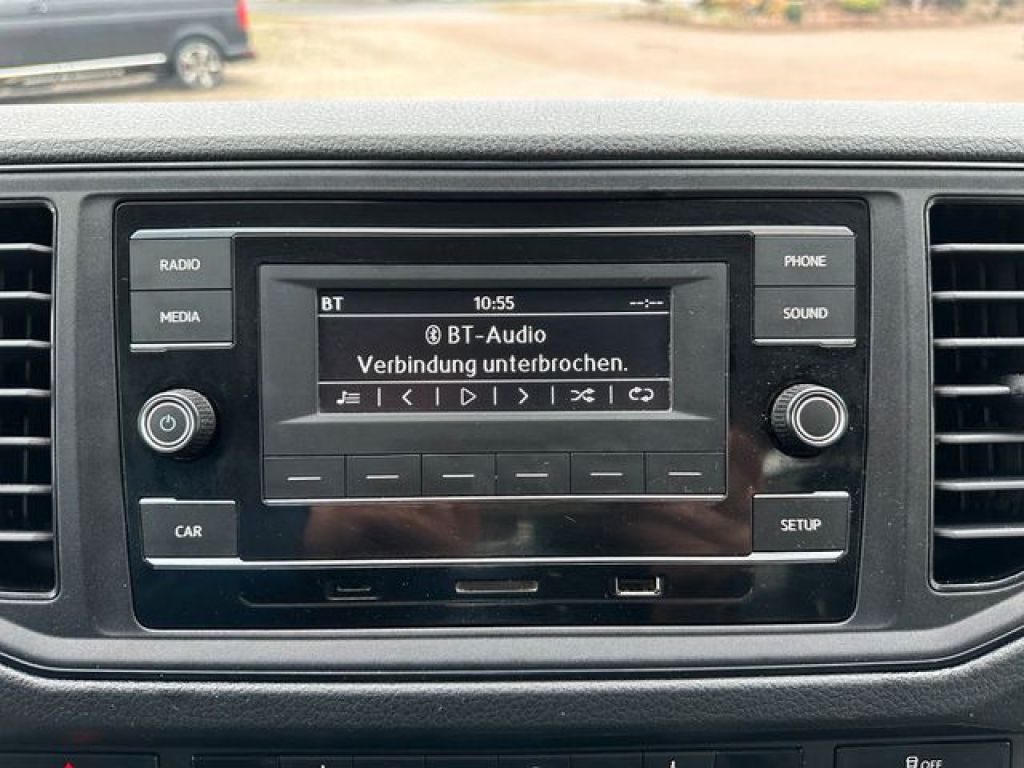 RADIO
MEDIA
PHONE
SOUND
BT 10:55 --:--
BT-Audio
Verbindung unterbrochen.
CAR
SETUP
OFF